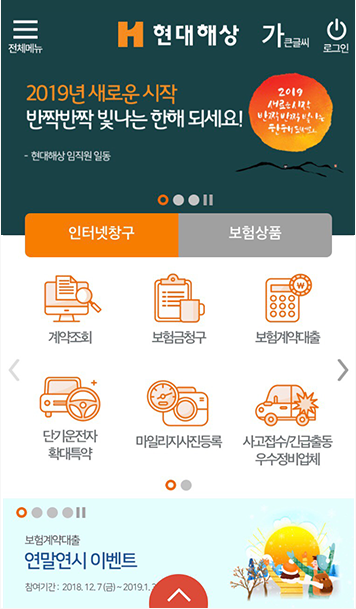 전체메뉴
현대해상
가 큰글씨
로그인
2019년 새로운 시작
반짝반짝 빛나는 한해 되세요!
- 현대해상 임직원 일동
2019
새로운시작
반짝반짝 빛나는
한해되세요
인터넷창구
보험상품
계약조회
보험금청구
보험계약대출
단기운전자
확대특약
마일리지사진등록
사고접수/긴급출동
우수정비업체
보험계약대출
연말연시 이벤트
참여기간 : 2018. 12. 7(금) ~ 2019.1.